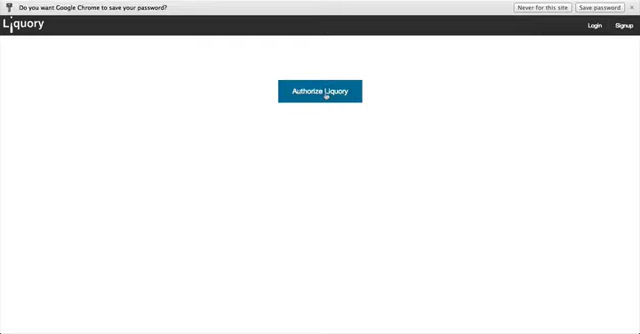 Do you want Google Chrome to save your password? Never for this site Save password
Liquory Login Signup
Authorize Liquory